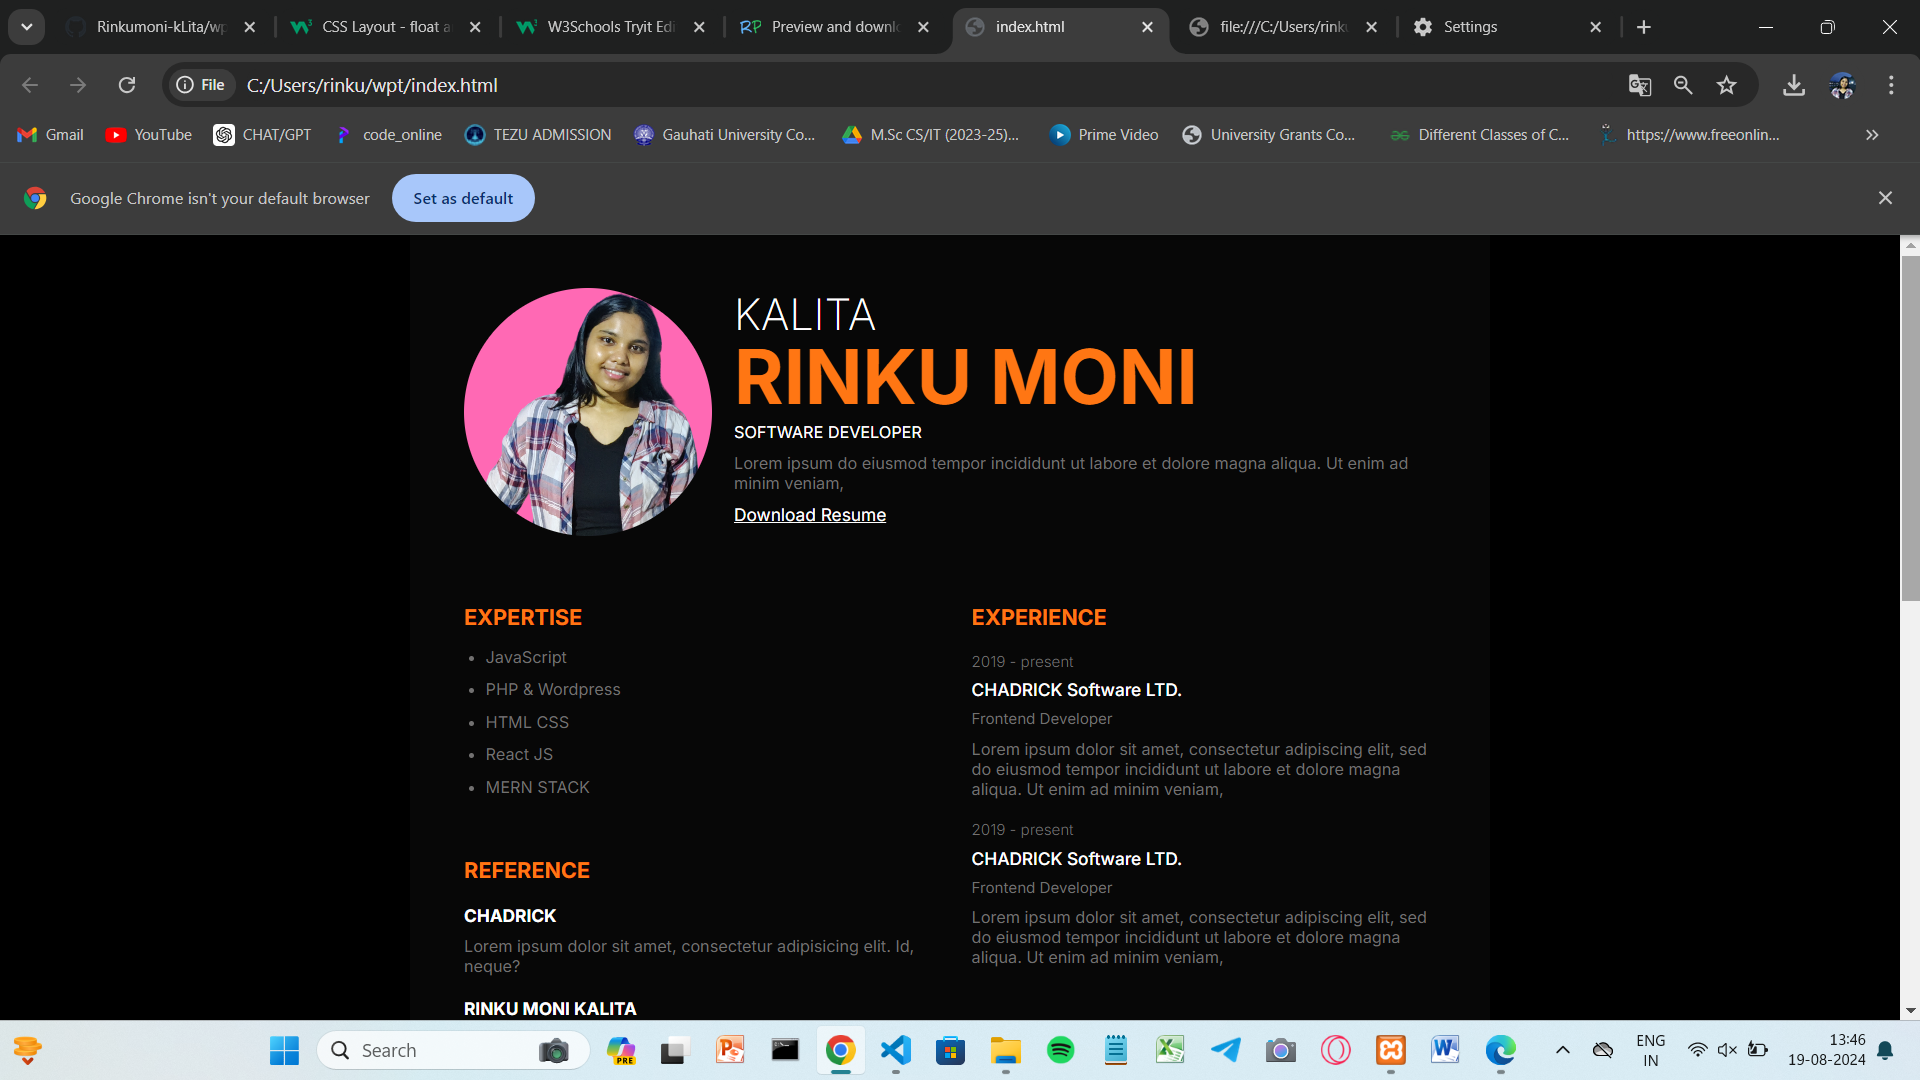 Rinkumoni-kLita/wp
CSS Layout - float a
W3Schools Tryit Edi
Preview and downl
index.html
file:///C:/Users/rink
Settings
File
C:/Users/rinku/wpt/index.html
Gmail
YouTube
CHAT/GPT
code_online
TEZU ADMISSION
Gauhati University Co...
M.Sc CS/IT (2023-25)...
Prime Video
University Grants Co...
Different Classes of C...
https://www.freeonlin...
Google Chrome isn't your default browser
Set as default
KALITA
RINKU MONI
SOFTWARE DEVELOPER
Lorem ipsum do eiusmod tempor incididunt ut labore et dolore magna aliqua. Ut enim ad
minim veniam,
Download Resume
EXPERTISE
• JavaScript
• PHP & Wordpress
• HTML CSS
• React JS
• MERN STACK
REFERENCE
CHADRICK
Lorem ipsum dolor sit amet, consectetur adipisicing elit. Id,
neque?
RINKU MONI KALITA
EXPERIENCE
2019 - present
CHADRICK Software LTD.
Frontend Developer
Lorem ipsum dolor sit amet, consectetur adipiscing elit, sed
do eiusmod tempor incididunt ut labore et dolore magna
aliqua. Ut enim ad minim veniam,
2019 - present
CHADRICK Software LTD.
Frontend Developer
Lorem ipsum dolor sit amet, consectetur adipiscing elit, sed
do eiusmod tempor incididunt ut labore et dolore magna
aliqua. Ut enim ad minim veniam,
Search
PRE
ENG
IN
13:46
19-08-2024